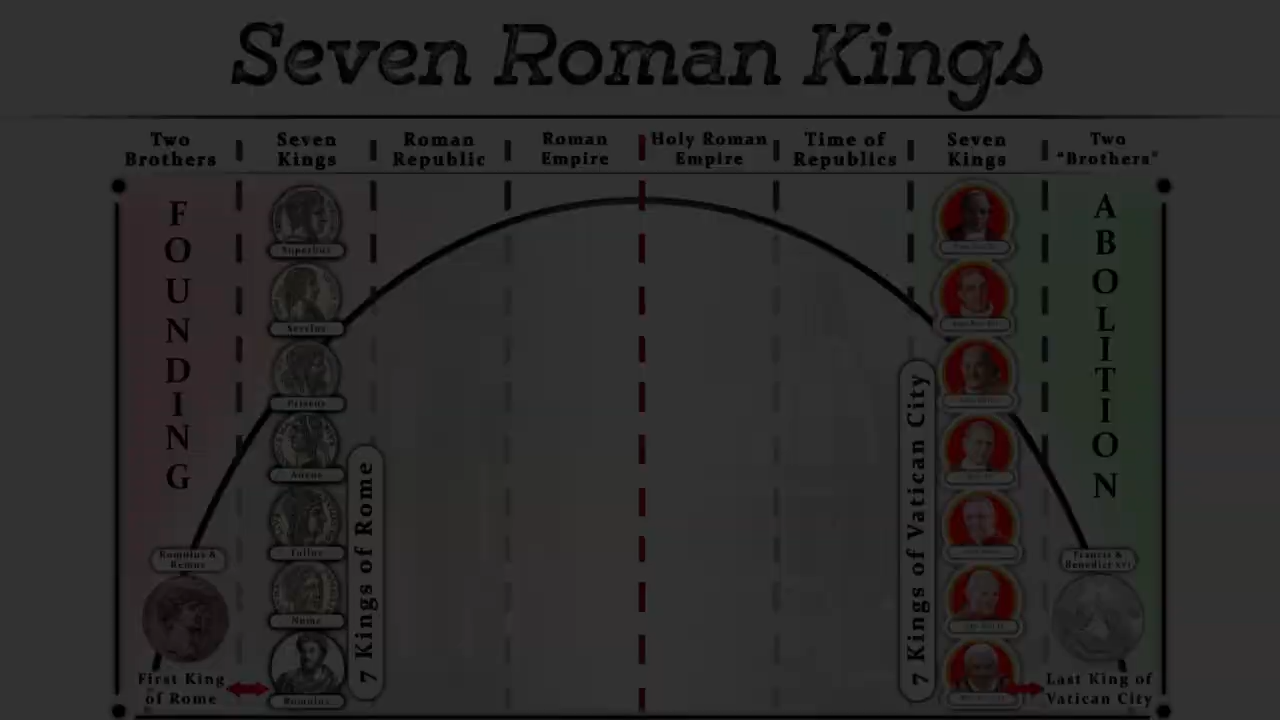 Seven Roman Kings
Two
Brothers
Seven
Kings
Roman
Republic
Roman
Empire
Holy Roman
Empire
Time of
Republics
Seven
Kings
Two
"Brothers"
FOUNDING
Superbus
Servius
Priscus
Ancus
Tullus
Numa
Romulus
7 Kings of Rome
Romulus &
Remus
First King
of Rome
7 Kings of Vatican City
ABOLITION
Francis &
Benedict XVI
Last King of
Vatican City